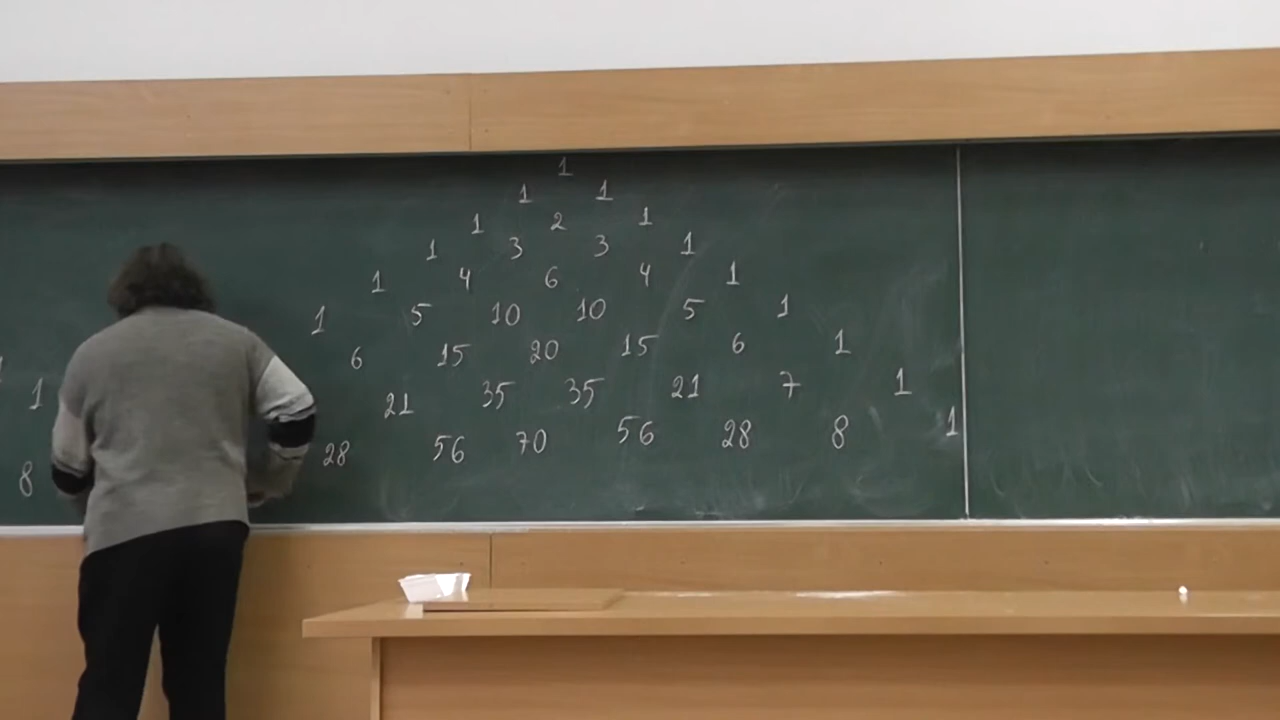 1
1 1
1 2 1
1 3 3 1
1 4 6 4 1
1 5 10 10 5 1
6 15 20 15 6 1
1 21 35 35 21 7 1
8 28 56 70 56 28 8 1